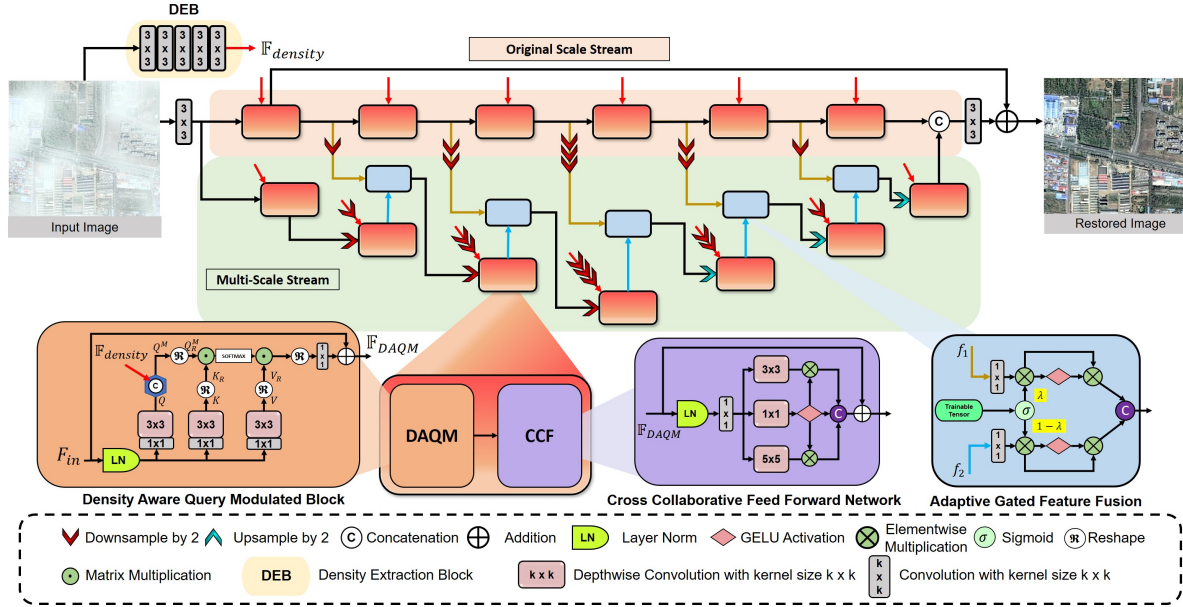 DEB
3x3 3x3 3x3 3x3 3x3
𝔽density
Original Scale Stream
3x3
3x3
C
Input Image
Restored Image
Multi-Scale Stream
𝔽density
Q^M
Q_R^M
SOFTMAX
1x1
𝔽DAQM
C
K_R
V_R
Q
K
V
3x3
3x3
3x3
1x1
1x1
1x1
F_in
LN
Density Aware Query Modulated Block
DAQM
CCF
3x3
LN
1x1
1x1
C
𝔽DAQM
5x5
Cross Collaborative Feed Forward Network
f_1
1x1
λ
Trainable Tensor
σ
C
1 − λ
f_2
1x1
Adaptive Gated Feature Fusion
Downsample by 2
Upsample by 2
C Concatenation
Addition
LN Layer Norm
GELU Activation
Elementwise Multiplication
σ Sigmoid
ℜ Reshape
Matrix Multiplication
DEB Density Extraction Block
k x k Depthwise Convolution with kernel size k x k
k x k Convolution with kernel size k x k